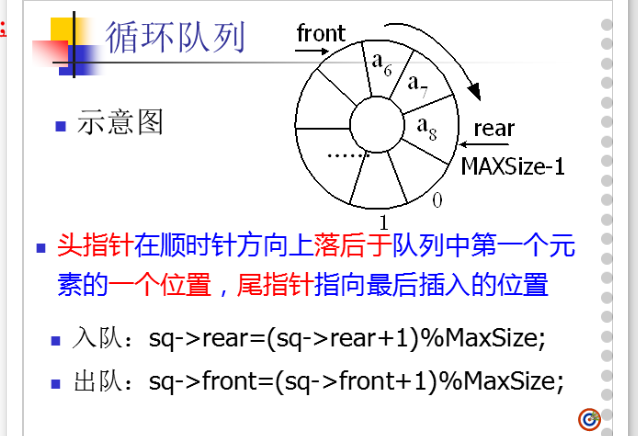 ;
循环队列
front
a6
a7
示意图
a8
rear
……
MAXSize-1
0
1
头指针在顺时针方向上落后于队列中第一个元
素的一个位置，尾指针指向最后插入的位置
入队：sq->rear=(sq->rear+1)%MaxSize;
出队：sq->front=(sq->front+1)%MaxSize;